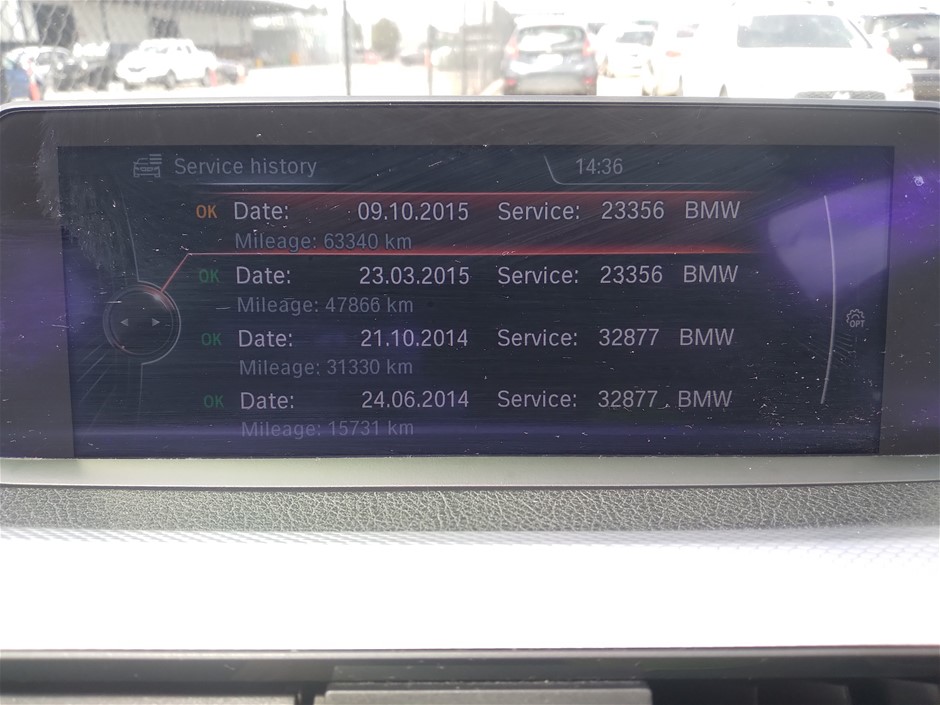 Service history 14:36
OK Date: 09.10.2015 Service: 23356 BMW
Mileage: 63340 km
OK Date: 23.03.2015 Service: 23356 BMW
Mileage: 47866 km
OK Date: 21.10.2014 Service: 32877 BMW
Mileage: 31330 km
OK Date: 24.06.2014 Service: 32877 BMW
Mileage: 15731 km
OPT